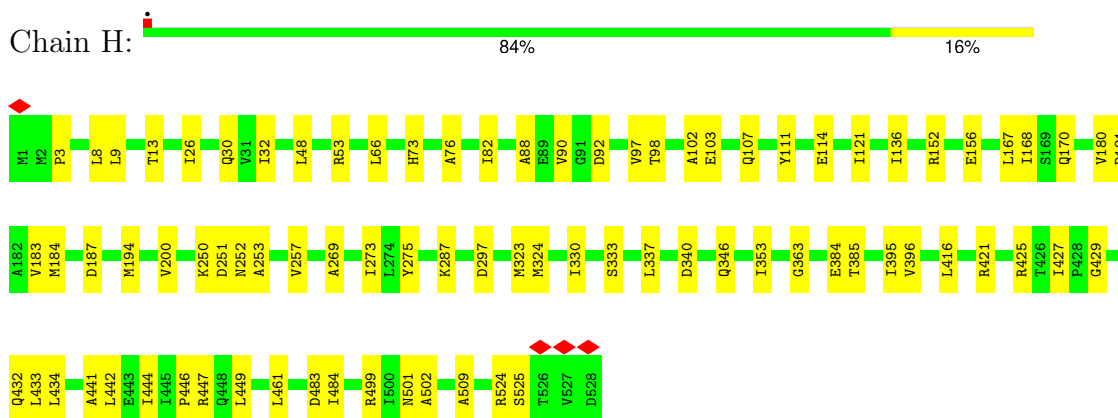 Chain H:
84% 16%
M1 M2 P3 L8 L9 T13 I26 Q30 V31 I32 L48 R53 L66 H73 A76 I82 A88 E89 V90 G91 D92 V97 T98 A102 E103 Q107 Y111 E114 I121 I136 R152 E156 L167 I168 S169 Q170 V180
A182 V183 M184 D187 M194 V200 K250 D251 N252 A253 V257 A269 I273 L274 Y275 K287 D297 M323 M324 I330 S333 L337 D340 Q346 I353 G363 E384 T385 I395 V396 L416 R421 R425 T426 I427 P428 G429
Q432 L433 L434 A441 L442 E443 I444 I445 P446 R447 Q448 L449 L461 D483 I484 R499 I500 N501 A502 A509 R524 S525 T526 V527 D528